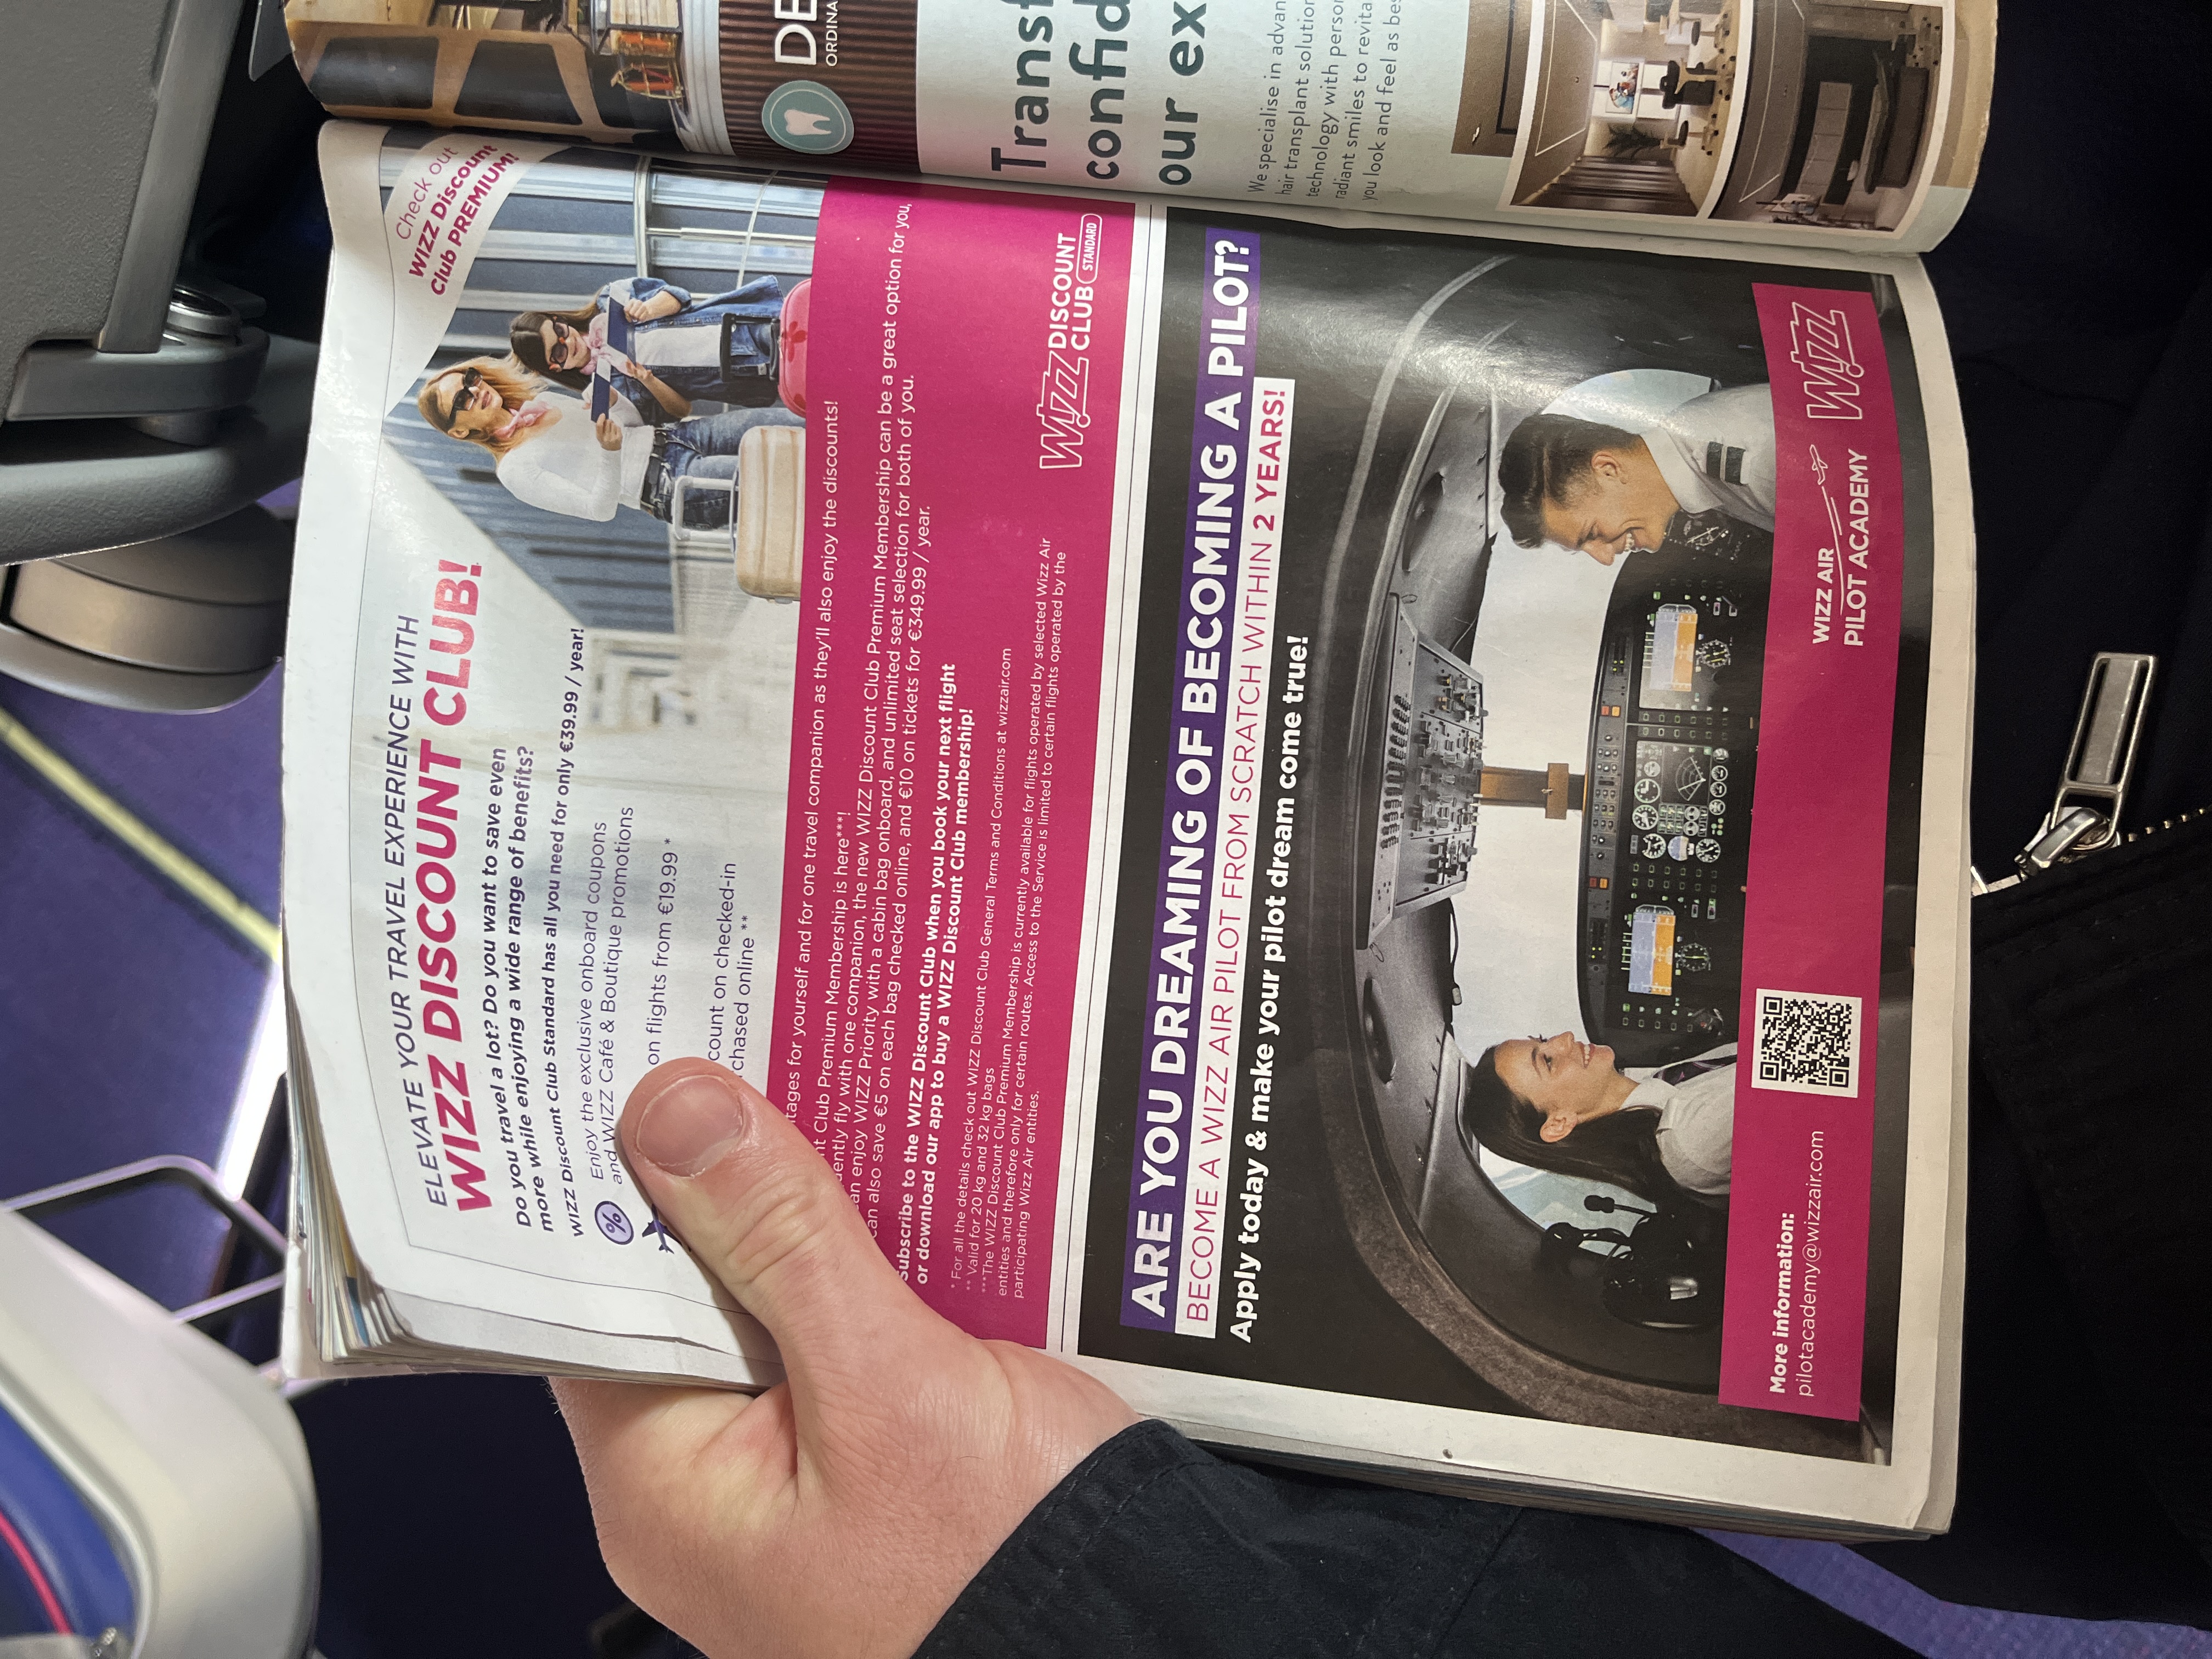 ELEVATE YOUR TRAVEL EXPERIENCE WITH
WIZZ DISCOUNT CLUB!
Do you travel a lot? Do you want to save even
more while enjoying a wide range of benefits?
WIZZ Discount Club Standard has all you need for only €39.99 / year!
%
Enjoy the exclusive onboard coupons
and WIZZ Café & Boutique promotions
on flights from €19.99 *
count on checked-in
chased online **
Check out
WIZZ Discount
Club PREMIUM!
tages for yourself and for one travel companion as they'll also enjoy the discounts!
nt Club Premium Membership is here***!
ently fly with one companion, the new WIZZ Discount Club Premium Membership can be a great option for you,
can enjoy WIZZ Priority with a cabin bag onboard, and unlimited seat selection for both of you.
can also save €5 on each bag checked online, and €10 on tickets for €349.99 / year.
Subscribe to the WIZZ Discount Club when you book your next flight
or download our app to buy a WIZZ Discount Club membership!
* For all the details check out WIZZ Discount Club General Terms and Conditions at wizzair.com
** Valid for 20 kg and 32 kg bags
***The WIZZ Discount Club Premium Membership is currently available for flights operated by selected Wizz Air
entities and therefore only for certain routes. Access to the Service is limited to certain flights operated by the
participating Wizz Air entities.
WIZZ DISCOUNT
CLUB STANDARD
ARE YOU DREAMING OF BECOMING A PILOT?
BECOME A WIZZ AIR PILOT FROM SCRATCH WITHIN 2 YEARS!
Apply today & make your pilot dream come true!
More information:
pilotacademy@wizzair.com
WIZZ AIR
PILOT ACADEMY
WIZZ
DE
ORDINA
Transf
confid
our ex
We specialise in advan
hair transplant solution
technology with person
radiant smiles to revita
you look and feel as bes